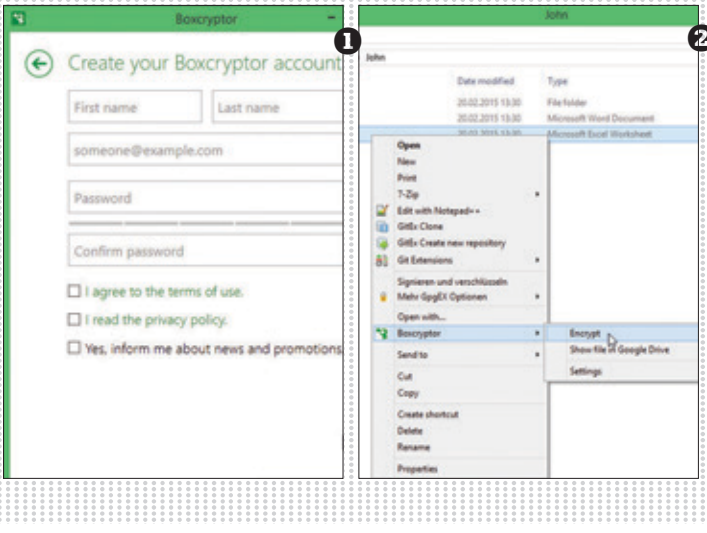 Boxcryptor
1
Create your Boxcryptor account
First name
Last name
someone@example.com
Password
Confirm password
I agree to the terms of use.
I read the privacy policy.
Yes, inform me about news and promotions
John
2
John
Date modified
Type
20.02.2015 13:30
File folder
20.02.2015 13:30
Microsoft Word Document
20.02.2015 13:30
Microsoft Excel Worksheet
Open
New
Print
7-Zip
Edit with Notepad++
GitEx Clone
GitEx Create new repository
Git Extensions
Signieren und verschlüsseln
Mehr GpgEX Optionen
Open with...
Boxcryptor
Encrypt
Show file in Google Drive
Settings
Send to
Cut
Copy
Create shortcut
Delete
Rename
Properties